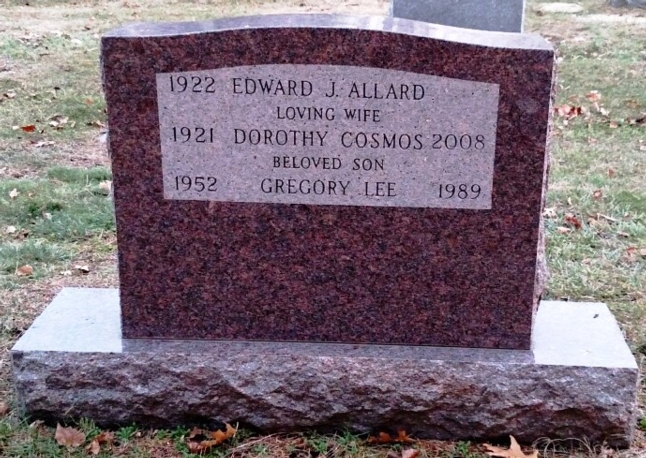 1922 EDWARD J. ALLARD
LOVING WIFE
1921 DOROTHY COSMOS 2008
BELOVED SON
1952 GREGORY LEE 1989